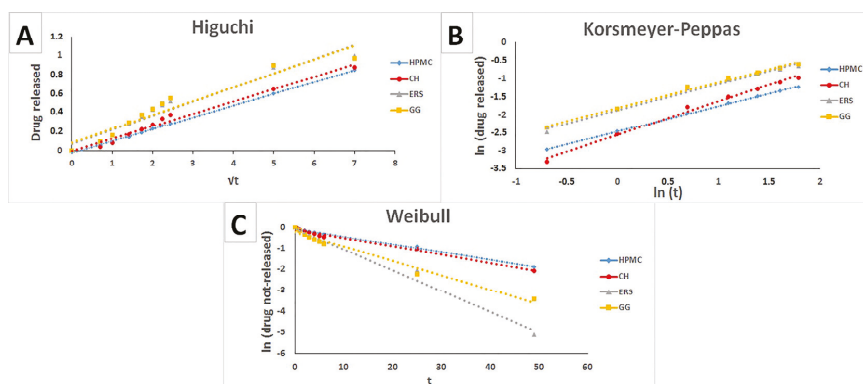 A
Higuchi
Drug released
1.2
1
0.8
0.6
0.4
0.2
0
0
1
2
3
4
5
6
7
8
√t
HPMC
CH
ERS
GG
B
Korsmeyer-Peppas
ln (drug released)
0
-0.5
-1
-1.5
-2
-2.5
-3
-3.5
-1
-0.5
0
0.5
1
1.5
2
ln (t)
HPMC
CH
ERS
GG
C
Weibull
ln (drug not-released)
0
-1
-2
-3
-4
-5
-6
0
10
20
30
40
50
60
t
HPMC
CH
ERS
GG